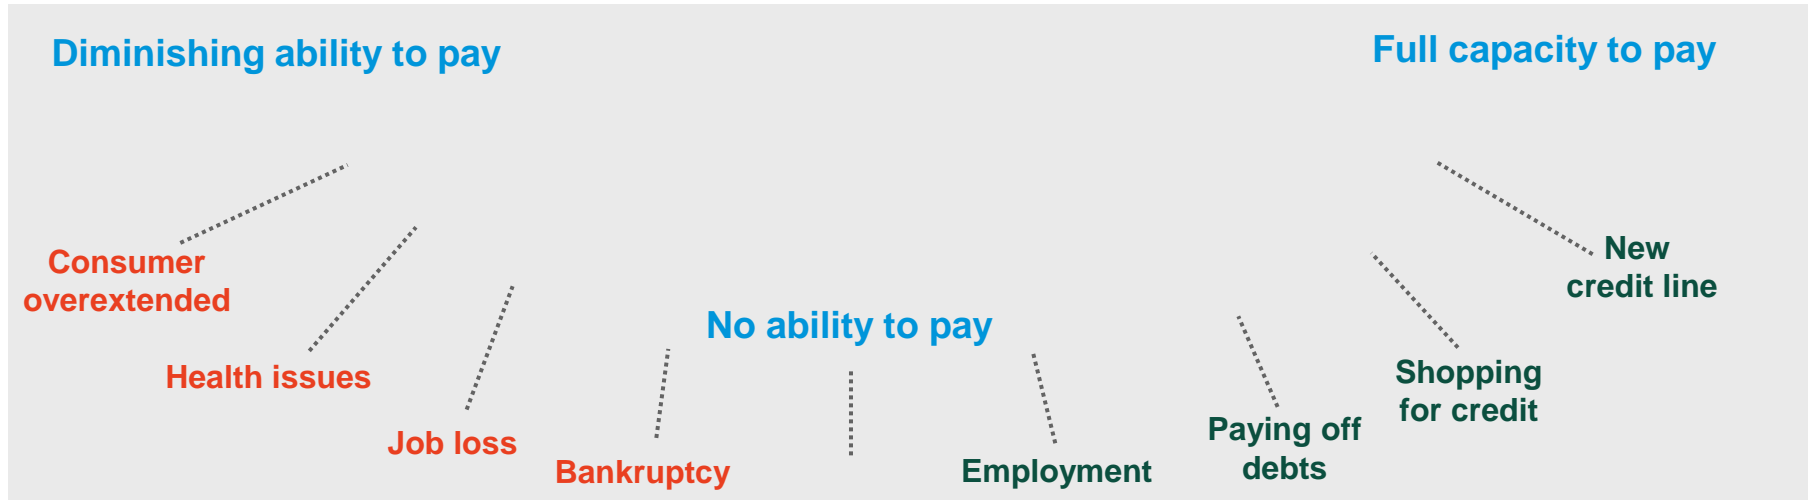 Diminishing ability to pay
Full capacity to pay
Consumer
overextended
Health issues
Job loss
Bankruptcy
No ability to pay
Employment
Paying off
debts
Shopping
for credit
New
credit line